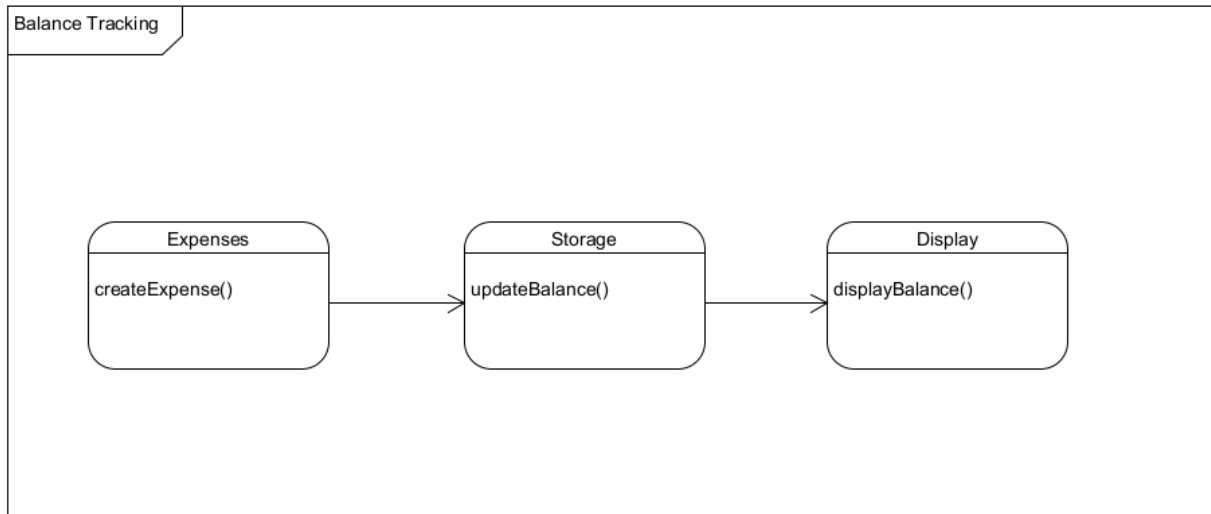 Balance Tracking
Expenses
createExpense()
Storage
updateBalance()
Display
displayBalance()